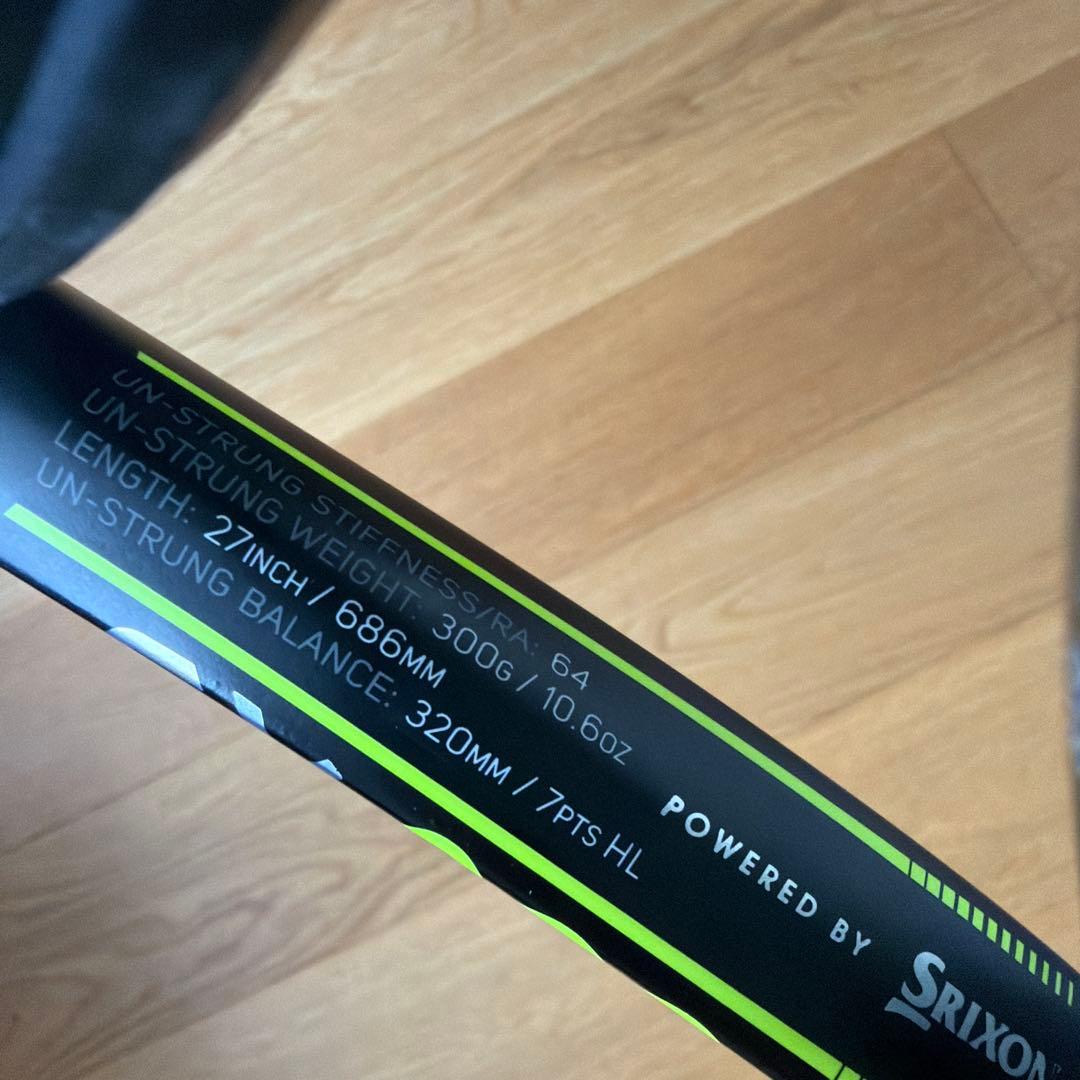 UN-STRUNG STIFFNESS/RA: 64
UN-STRUNG WEIGHT: 300G / 10.6OZ
LENGTH: 27INCH / 686MM
UN-STRUNG BALANCE: 320MM / 7PTS HL
POWERED BY
SRIXON